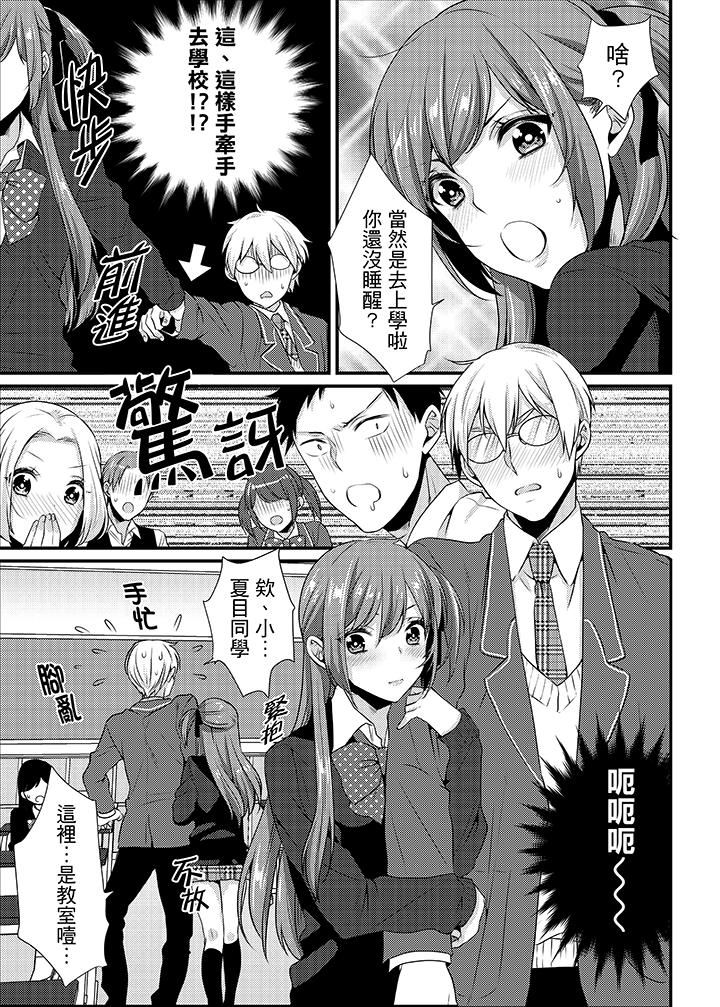 啥？
當然是去上學啦
你還沒睡醒？
這、這樣手牽手
去學校!?!?
快步
前進
驚訝
呃呃呃～～
欸、小…
夏目同學
緊抱
手忙
腳亂
不放
這裡…是教室噎…